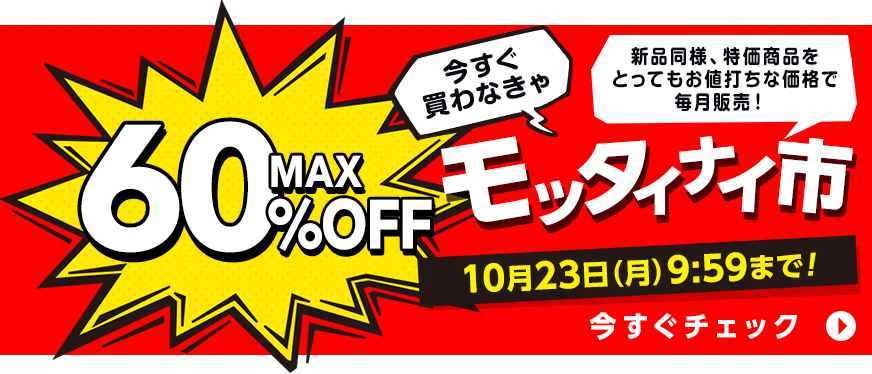 60
MAX
%OFF
今すぐ
買わなきゃ
新品同様、特価商品を
とってもお値打ちな価格で
毎月販売！
モッタイナイ市
10月23日(月)9:59まで!
今すぐチェック